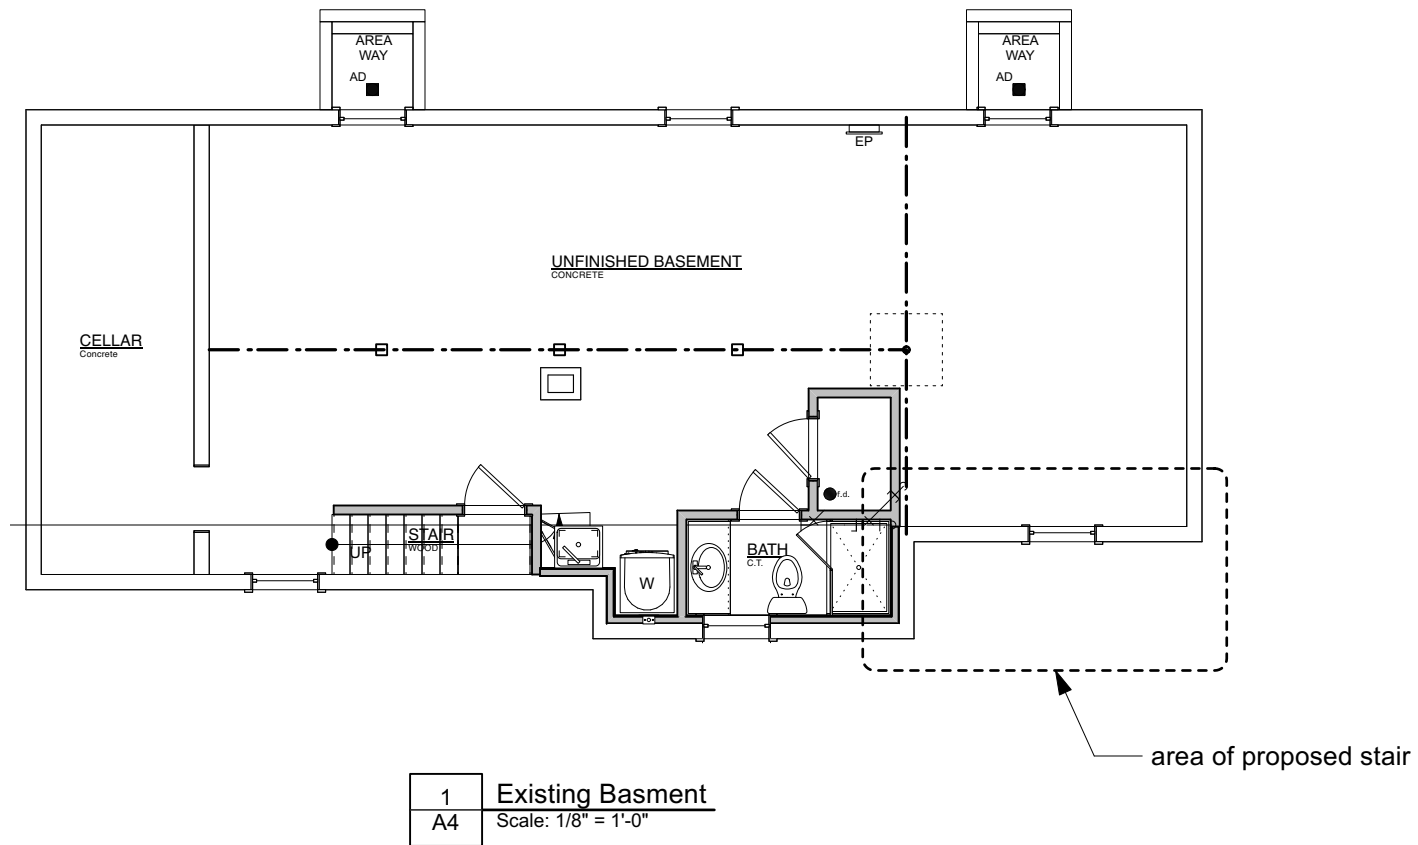 AREA
WAY
AD
AREA
WAY
AD
EP
UNFINISHED BASEMENT
CONCRETE
CELLAR
Concrete
f.d.
STAIR
WOOD
UP
BATH
C.T.
W
area of proposed stair
1
A4
Existing Basment
Scale: 1/8" = 1'-0"